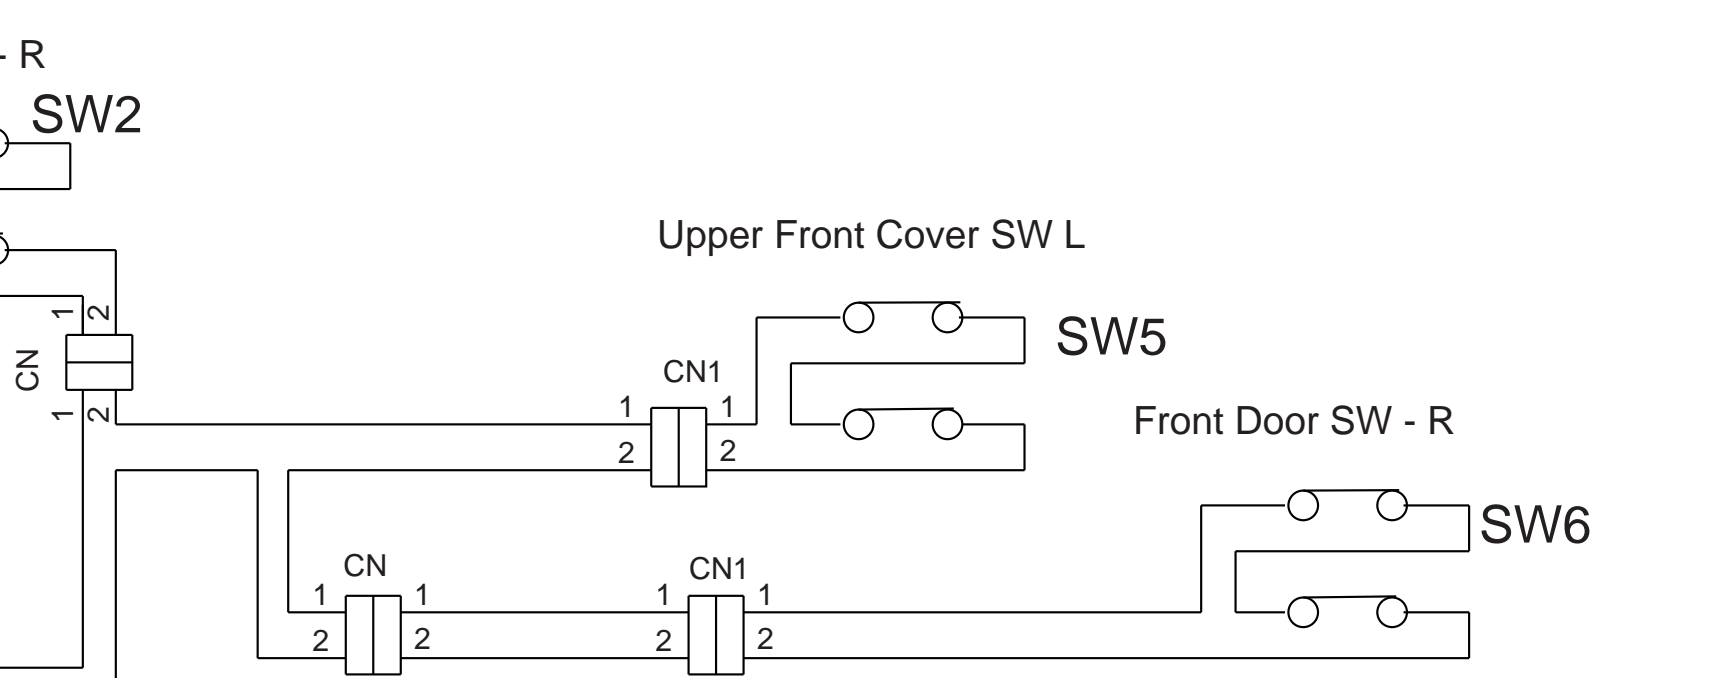 - R
SW2
Upper Front Cover SW L
SW5
1 2
CN
1 2
CN1
1 1
2 2
Front Door SW - R
SW6
CN
1 1
2 2
CN1
1 1
2 2